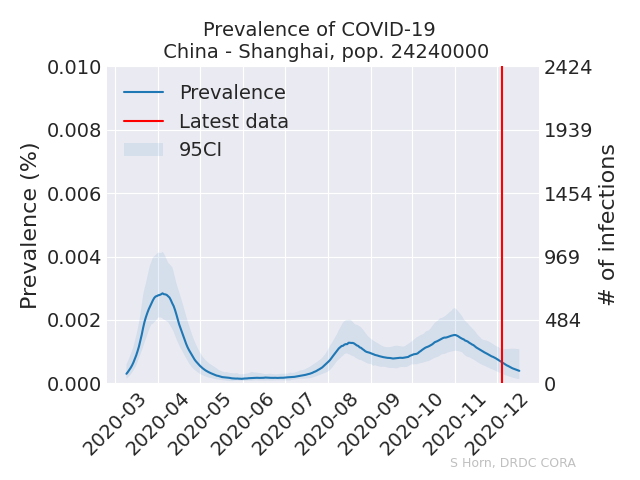 Prevalence of COVID-19
China - Shanghai, pop. 24240000
Prevalence
Latest data
95CI
Prevalence (%)
0.010
0.008
0.006
0.004
0.002
0.000
2424
1939
1454
969
484
0
# of infections
2020-03
2020-04
2020-05
2020-06
2020-07
2020-08
2020-09
2020-10
2020-11
2020-12
S Horn, DRDC CORA